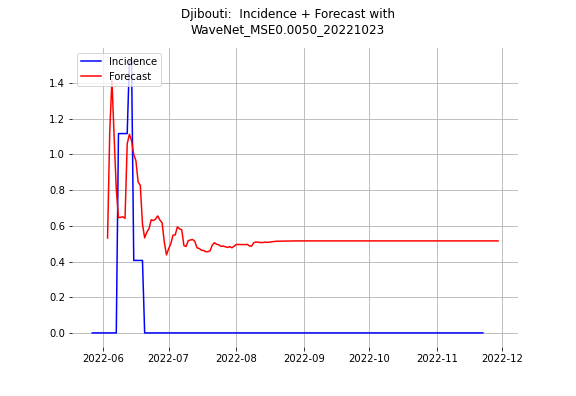 Djibouti:  Incidence + Forecast with
WaveNet_MSE0.0050_20221023
Incidence
Forecast
1.4
1.2
1.0
0.8
0.6
0.4
0.2
0.0
2022-06 2022-07 2022-08 2022-09 2022-10 2022-11 2022-12